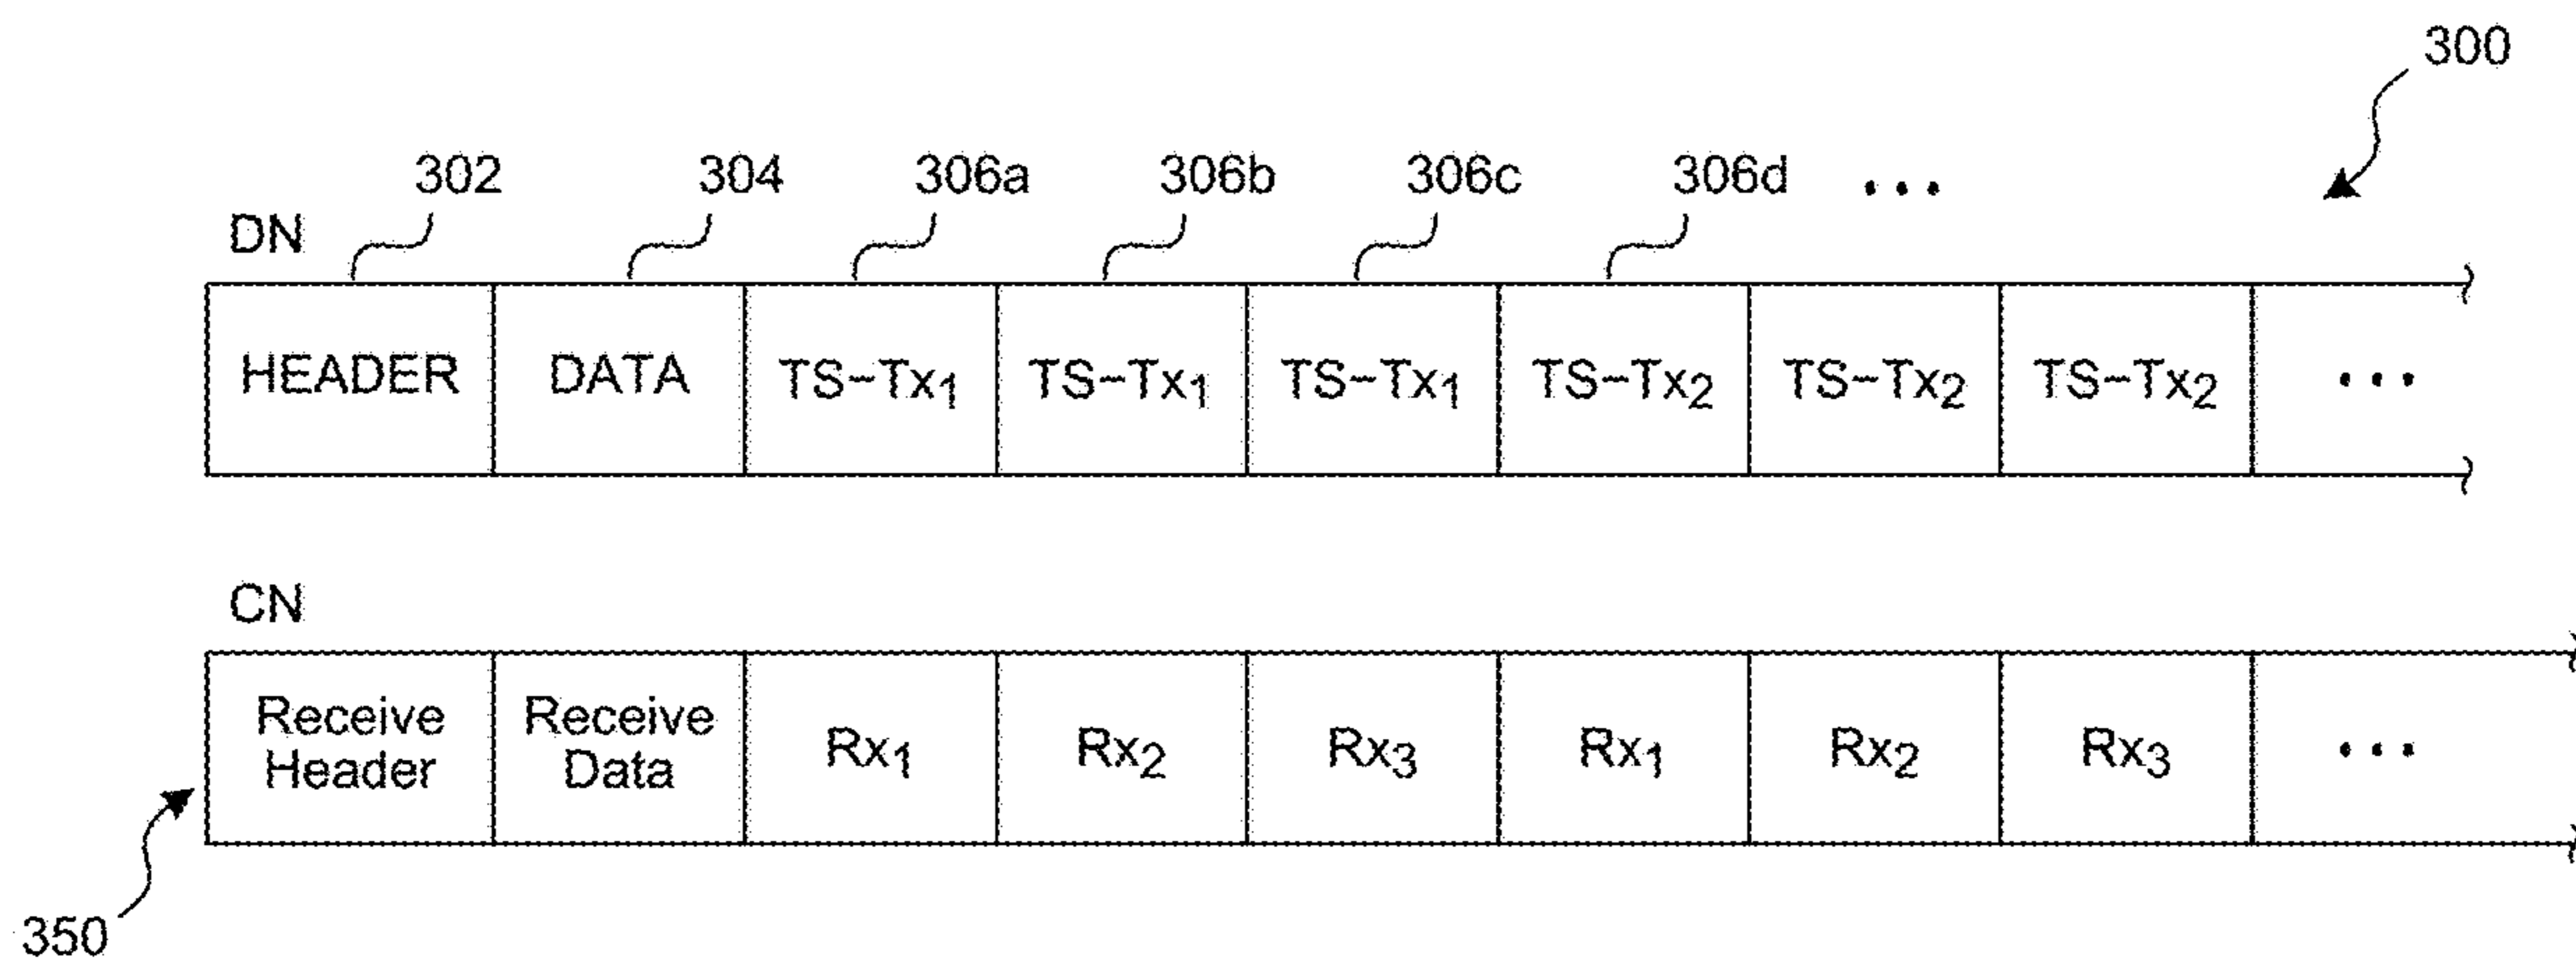 300
302 304 306a 306b 306c 306d ...
DN
HEADER DATA TS-Tx₁ TS-Tx₁ TS-Tx₁ TS-Tx₂ TS-Tx₂ TS-Tx₂ ...
CN
Receive Header Receive Data Rx₁ Rx₂ Rx₃ Rx₁ Rx₂ Rx₃ ...
350